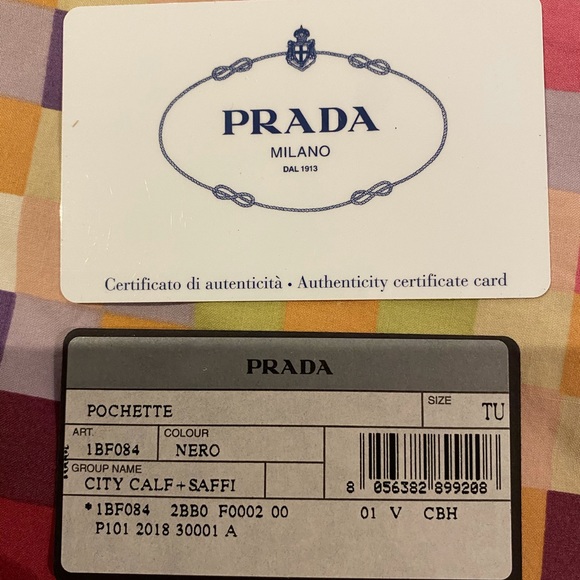 PRADA
MILANO
DAL 1913
Certificato di autenticità • Authenticity certificate card
PRADA
POCHETTE
SIZE
TU
ART.
1BF084
COLOUR
NERO
GROUP NAME
CITY CALF+SAFFI
8 056382 899208
*1BF084 2BB0 F0002 00 01 V CBH
P101 2018 30001 A